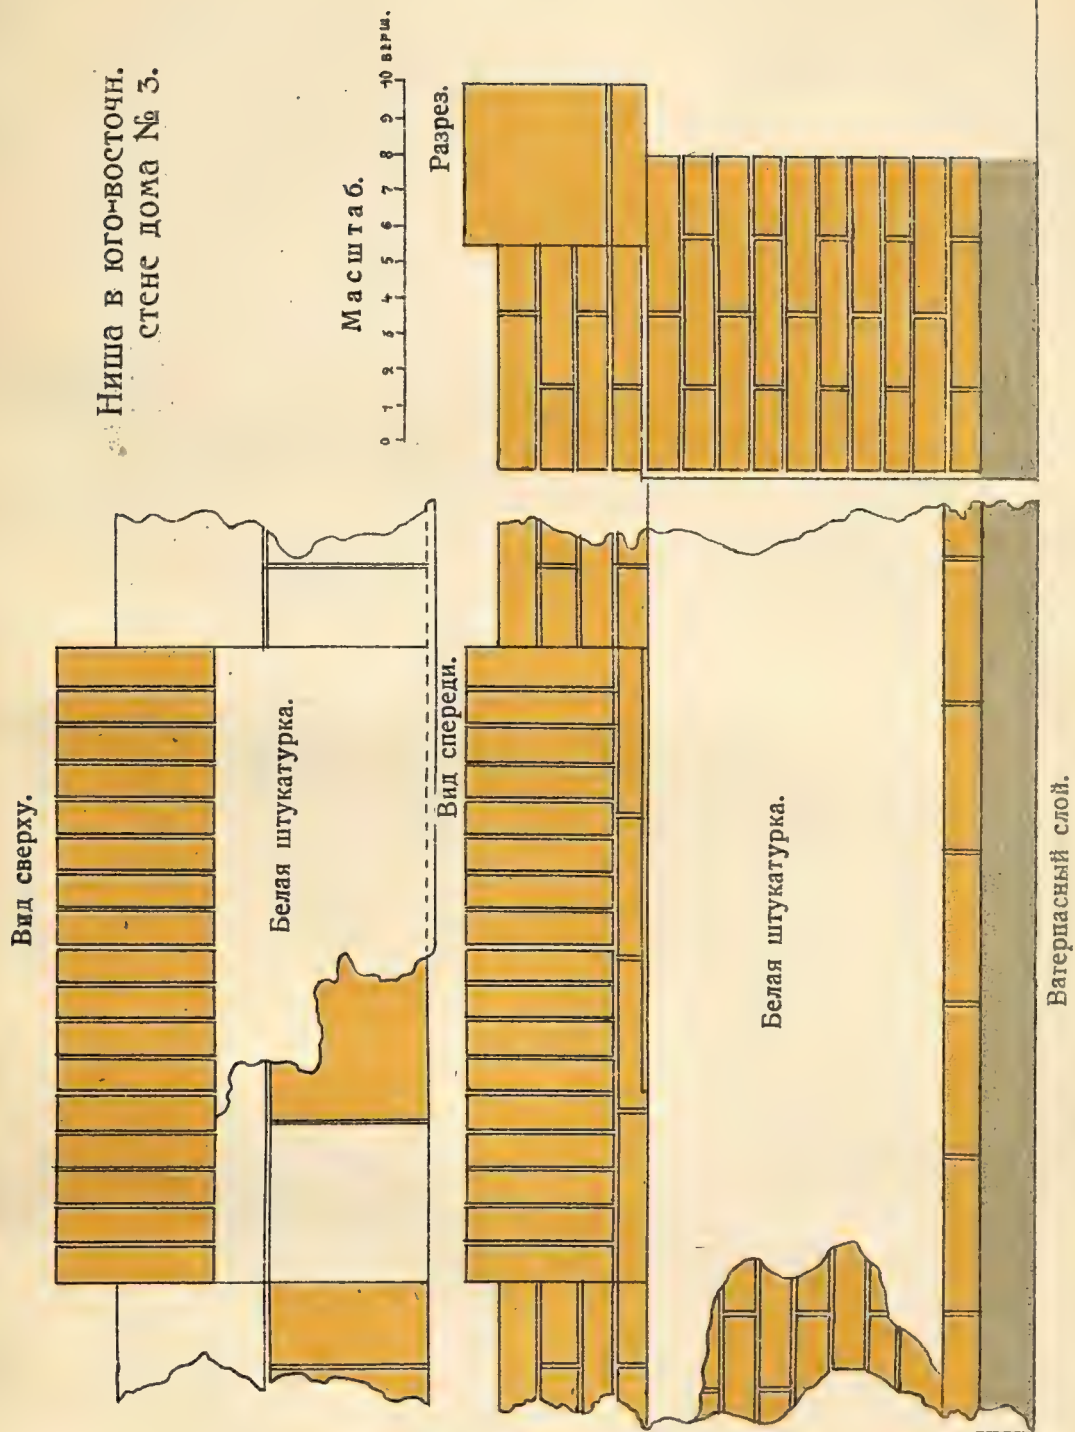 Ниша в юго-восточн.
стене дома № 3.
Масштаб.
0 1 2 3 4 5 6 7 8 9 10 верш.
Вид сверху.
Белая штукатурка.
Вид спереди.
Разрез.
Белая штукатурка.
Ватерпасный слой.